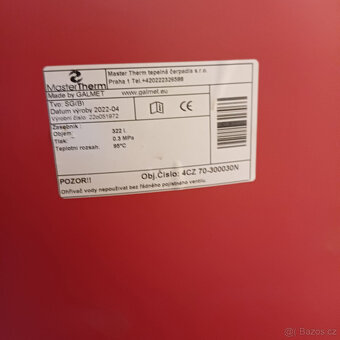 MasterTherm
Made by GALMET
Master Therm tepelná čerpadla s.r.o.
Praha 1 Tel.+420222326588
www.galmet.eu
Typ: SG(B)
Datum výroby 2022-04
Výrobní číslo: 22o051972
Zásobník :
Objem 322 l.
Tlak: 0.3 MPa
Teplotní rozsah: 95°C
CE
POZOR!!
Obj.Číslo: 4CZ 70-300030N
Ohřívač vody nepoužívat bez řádného pojistného ventilu.
© Bazos.cz